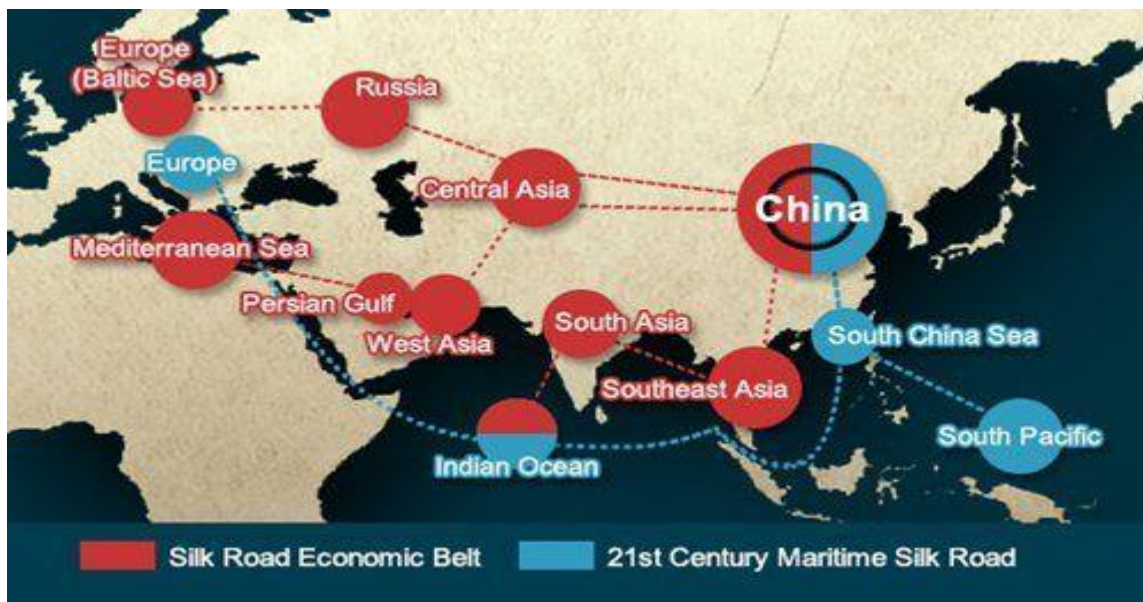 Europe
(Baltic Sea)
Russia
Europe
Central Asia
China
Mediterranean Sea
Persian Gulf
West Asia
South Asia
South China Sea
Southeast Asia
South Pacific
Indian Ocean
Silk Road Economic Belt
21st Century Maritime Silk Road